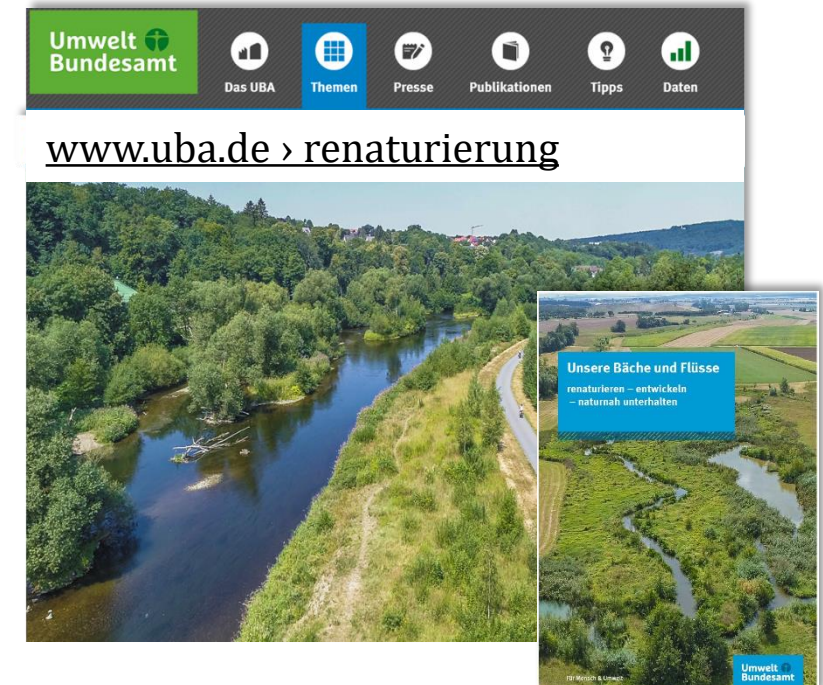 Umwelt
Bundesamt
Das UBA
Themen
Presse
Publikationen
Tipps
Daten
www.uba.de › renaturierung
Unsere Bäche und Flüsse
renaturieren – entwickeln
– naturnah unterhalten
Für Mensch & Umwelt
Umwelt
Bundesamt